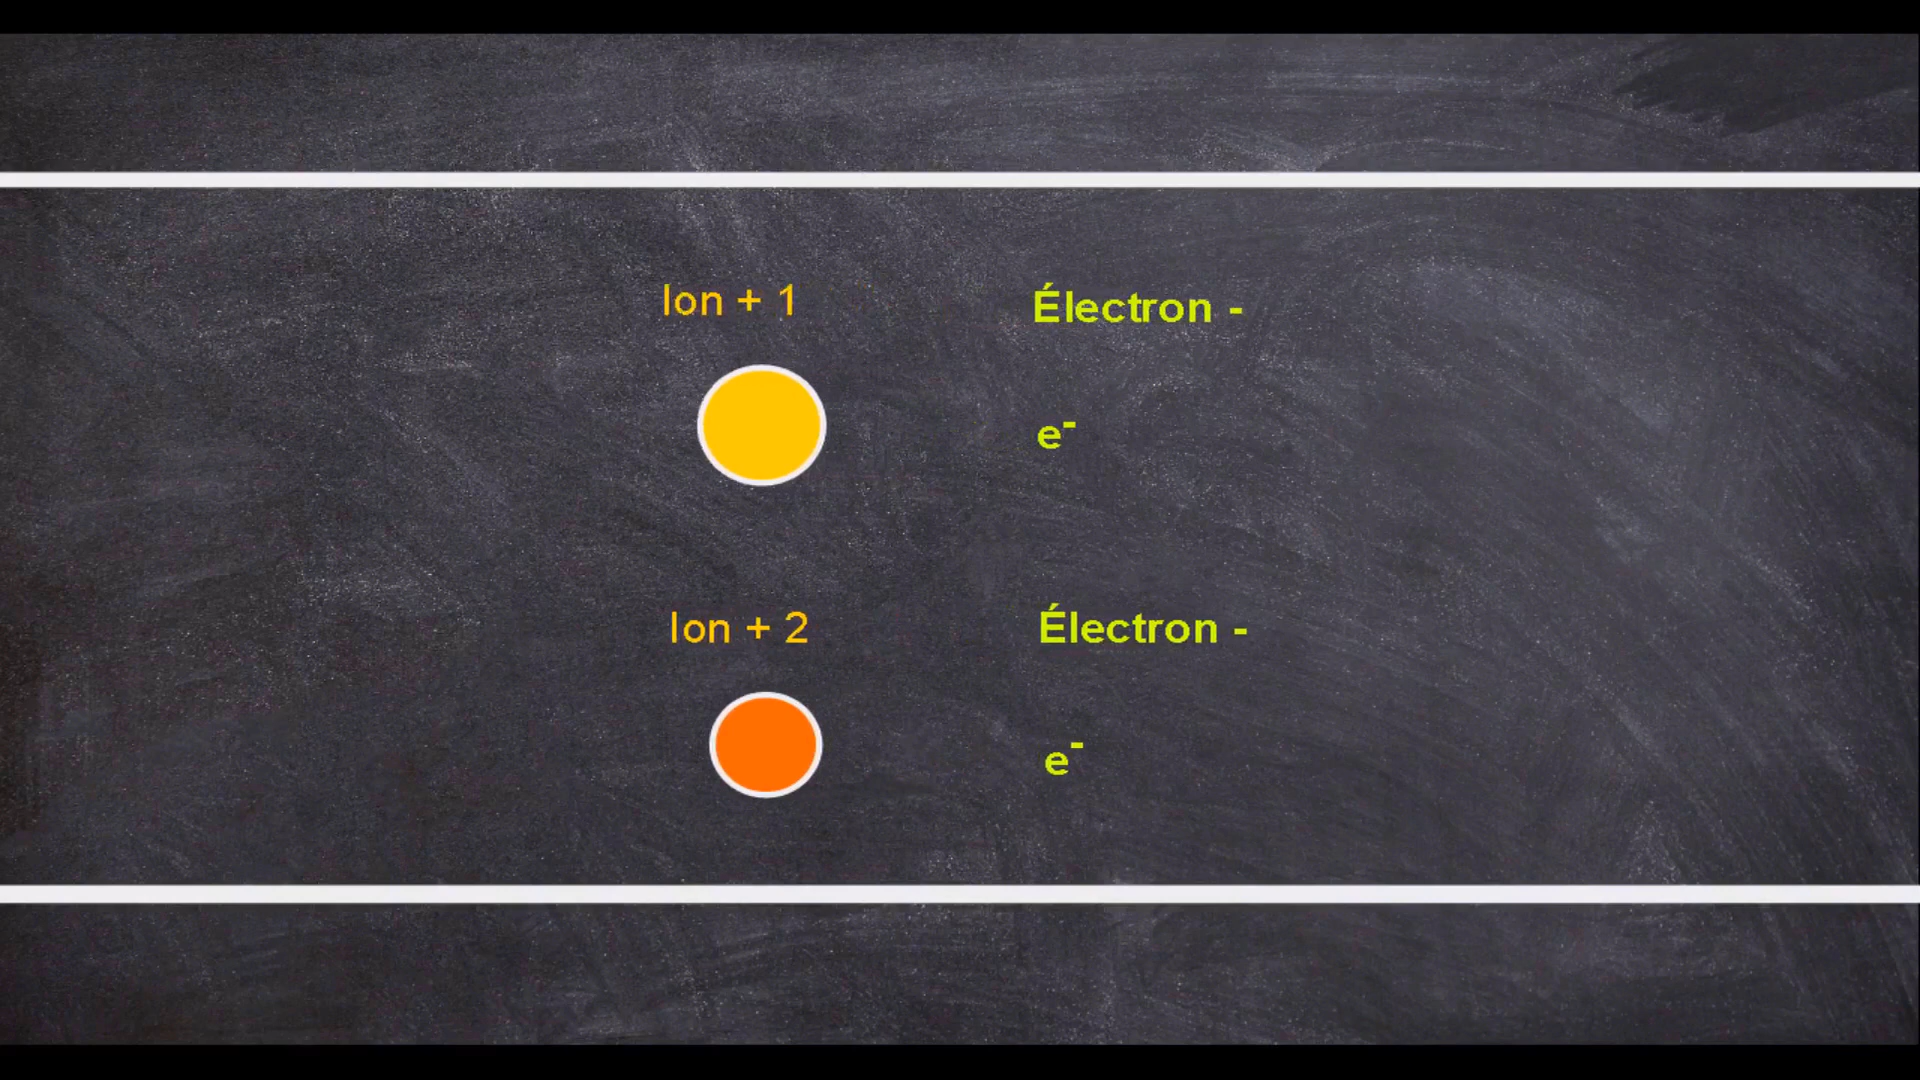 Ion + 1
Électron -
e-
Ion + 2
Électron -
e-